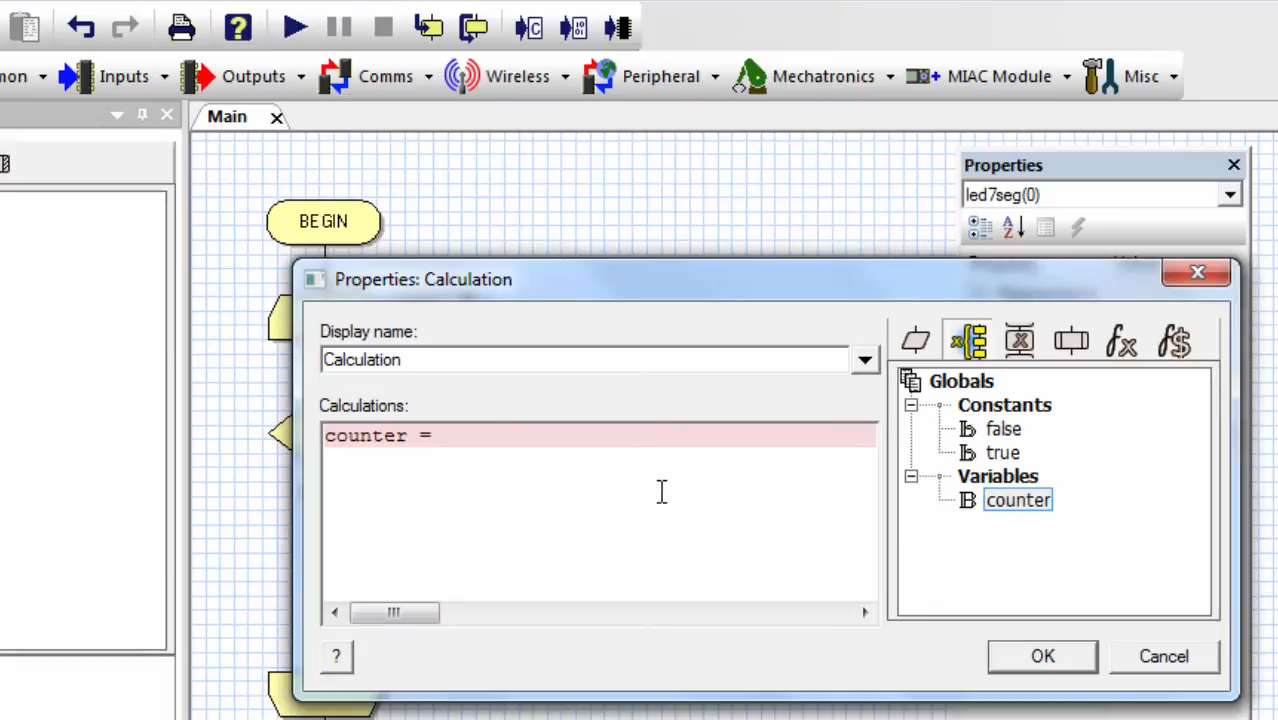 mon Inputs Outputs Comms Wireless Peripheral Mechatronics MIAC Module Misc
Main
Properties
led7seg(0)
BEGIN
Properties: Calculation
Display name:
Calculation
Calculations:
counter =
Globals
Constants
false
true
Variables
counter
?
OK
Cancel